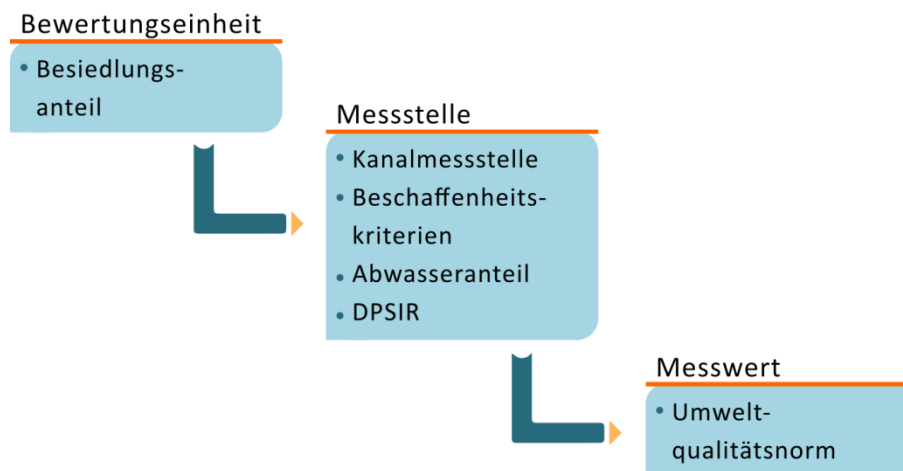 Bewertungseinheit
• Besiedlungs-
anteil
Messstelle
• Kanalmessstelle
• Beschaffenheits-
kriterien
• Abwasseranteil
• DPSIR
Messwert
• Umwelt-
qualitätsnorm